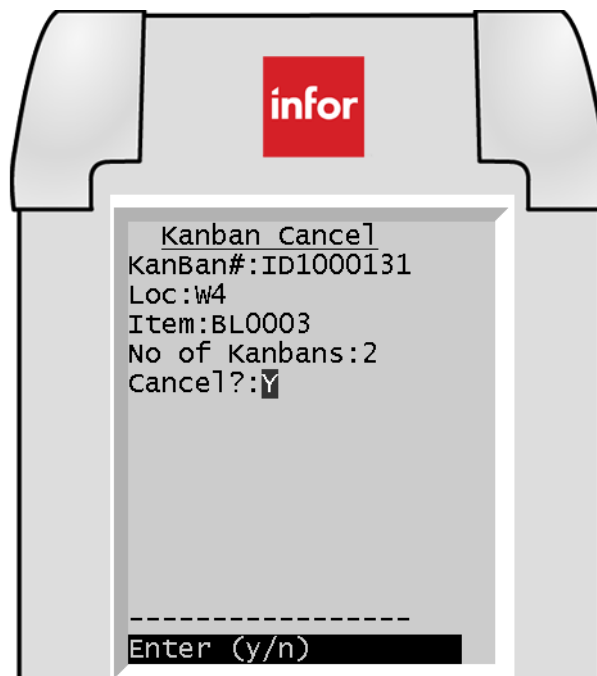 infor
Kanban Cancel
KanBan#:ID1000131
Loc:W4
Item:BL0003
No of Kanbans:2
Cancel?:Y
-----------------
Enter (y/n)